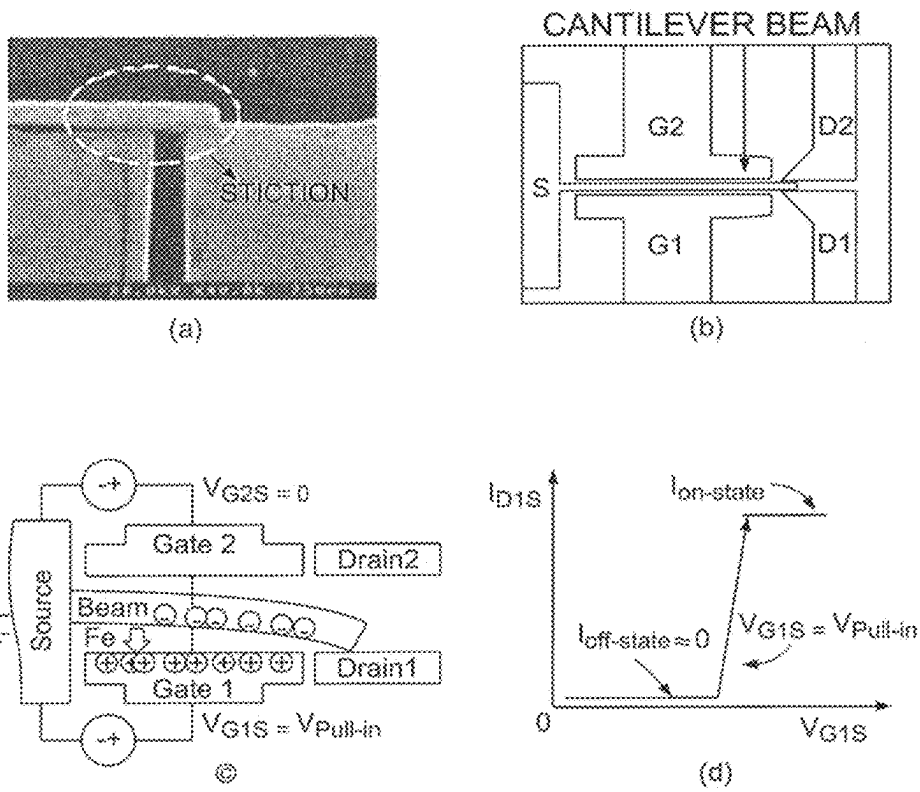 CANTILEVER BEAM
STICTION
G2
D2
S
G1
D1
(a)
(b)
-+
VG2S = 0
Gate 2
Drain2
Source
Beam
Fe
Drain1
Gate 1
VG1S = VPull-in
-+
©
ID1S
Ion-state
Ioff-state ≈ 0
VG1S = VPull-in
0
VG1S
(d)